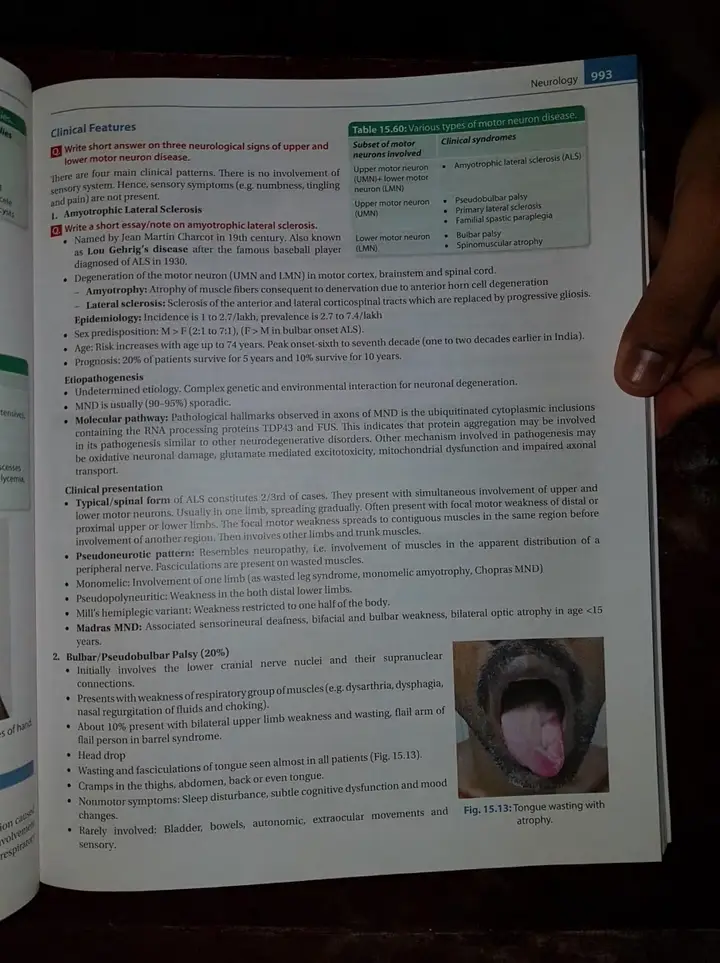 Neurology 993
Clinical Features
Q. Write short answer on three neurological signs of upper and
lower motor neuron disease.
There are four main clinical patterns. There is no involvement of
sensory system. Hence, sensory symptoms (e.g. numbness, tingling
and pain) are not present.
1. Amyotrophic Lateral Sclerosis
Q. Write a short essay/note on amyotrophic lateral sclerosis.
• Named by Jean Martin Charcot in 19th century. Also known
as Lou Gehrig's disease after the famous baseball player
diagnosed of ALS in 1930.
Table 15.60: Various types of motor neuron disease.
Subset of motor
neurons involved
Clinical syndromes
Upper motor neuron
(UMN)+ lower motor
neuron (LMN)
• Amyotrophic lateral sclerosis (ALS)
Upper motor neuron
(UMN)
• Pseudobulbar palsy
• Primary lateral sclerosis
• Familial spastic paraplegia
Lower motor neuron
(LMN)
• Bulbar palsy
• Spinomuscular atrophy
• Degeneration of the motor neuron (UMN and LMN) in motor cortex, brainstem and spinal cord.
– Amyotrophy: Atrophy of muscle fibers consequent to denervation due to anterior horn cell degeneration
– Lateral sclerosis: Sclerosis of the anterior and lateral corticospinal tracts which are replaced by progressive gliosis.
Epidemiology: Incidence is 1 to 2.7/lakh, prevalence is 2.7 to 7.4/lakh
• Sex predisposition: M > F (2:1 to 7:1), (F > M in bulbar onset ALS).
• Age: Risk increases with age up to 74 years. Peak onset-sixth to seventh decade (one to two decades earlier in India).
• Prognosis: 20% of patients survive for 5 years and 10% survive for 10 years.
Etiopathogenesis
• Undetermined etiology. Complex genetic and environmental interaction for neuronal degeneration.
• MND is usually (90–95%) sporadic.
• Molecular pathway: Pathological hallmarks observed in axons of MND is the ubiquitinated cytoplasmic inclusions
containing the RNA processing proteins TDP43 and FUS. This indicates that protein aggregation may be involved
in its pathogenesis similar to other neurodegenerative disorders. Other mechanism involved in pathogenesis may
be oxidative neuronal damage, glutamate mediated excitotoxicity, mitochondrial dysfunction and impaired axonal
transport.
Clinical presentation
• Typical/spinal form of ALS constitutes 2/3rd of cases. They present with simultaneous involvement of upper and
lower motor neurons. Usually in one limb, spreading gradually. Often present with focal motor weakness of distal or
proximal upper or lower limbs. The focal motor weakness spreads to contiguous muscles in the same region before
involvement of another region. Then involves other limbs and trunk muscles.
• Pseudoneurotic pattern: Resembles neuropathy, i.e. involvement of muscles in the apparent distribution of a
peripheral nerve. Fasciculations are present on wasted muscles.
• Monomelic: Involvement of one limb (as wasted leg syndrome, monomelic amyotrophy, Chopras MND)
• Pseudopolyneuritic: Weakness in the both distal lower limbs.
• Mill's hemiplegic variant: Weakness restricted to one half of the body.
• Madras MND: Associated sensorineural deafness, bifacial and bulbar weakness, bilateral optic atrophy in age <15
years.
2. Bulbar/Pseudobulbar Palsy (20%)
• Initially involves the lower cranial nerve nuclei and their supranuclear
connections.
• Presents with weakness of respiratory group of muscles (e.g. dysarthria, dysphagia,
nasal regurgitation of fluids and choking).
• About 10% present with bilateral upper limb weakness and wasting, flail arm of
flail person in barrel syndrome.
• Head drop
• Wasting and fasciculations of tongue seen almost in all patients (Fig. 15.13).
• Cramps in the thighs, abdomen, back or even tongue.
• Nonmotor symptoms: Sleep disturbance, subtle cognitive dysfunction and mood
changes.
• Rarely involved: Bladder, bowels, autonomic, extraocular movements and
sensory.
Fig. 15.13: Tongue wasting with
atrophy.